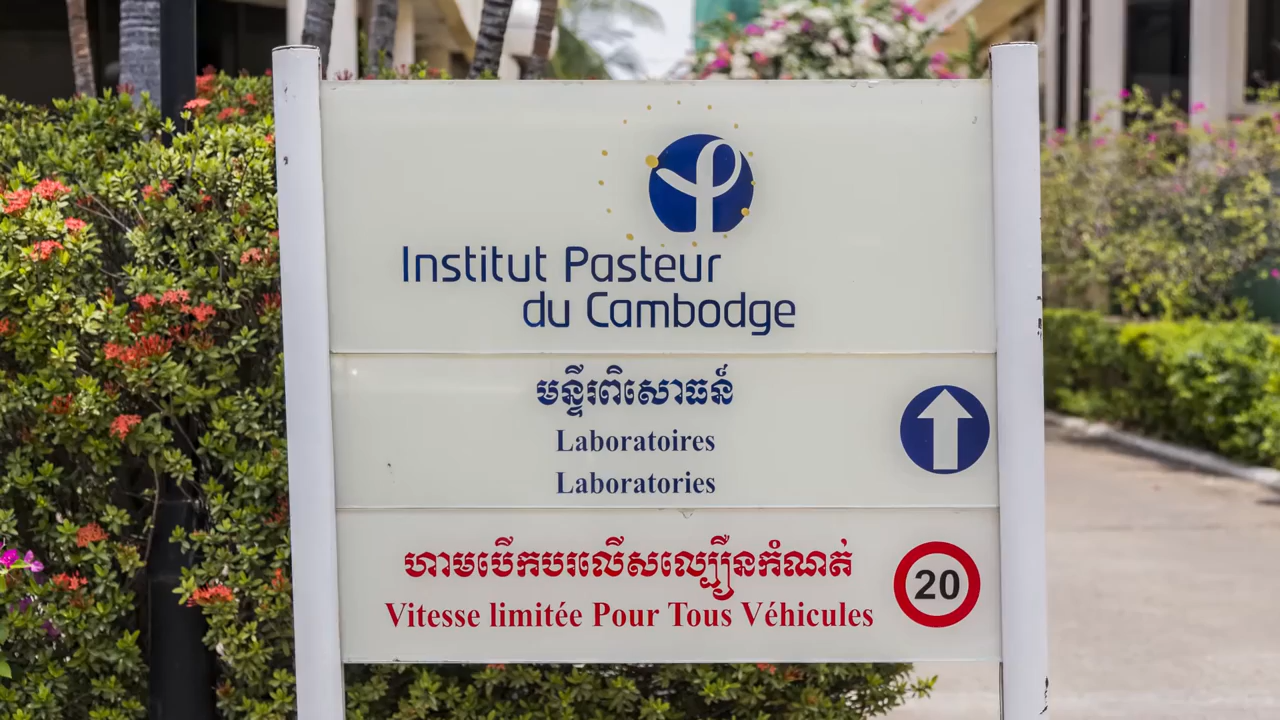 Institut Pasteur
du Cambodge
មន្ទីរពិសោធន៍
Laboratoires
Laboratories
ហាមបើកបរលើសល្បឿនកំណត់
Vitesse limitée Pour Tous Véhicules
20